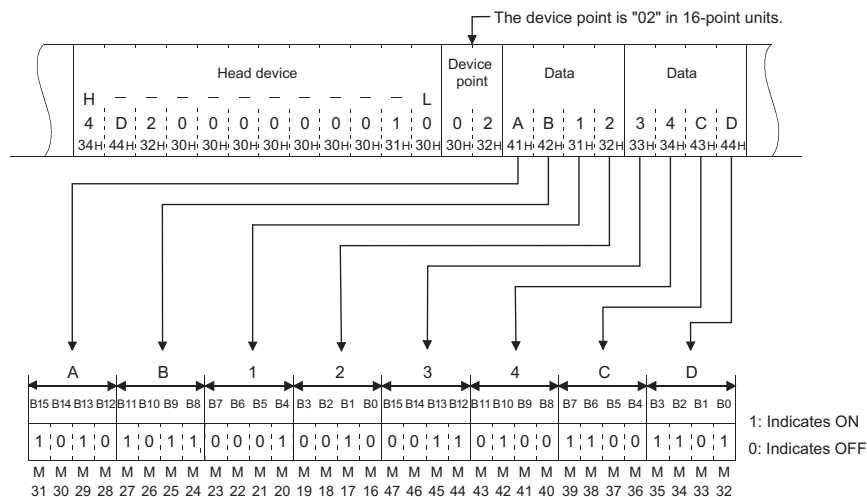 The device point is "02" in 16-point units.
Head device
Device point
Data
Data
H – – – – – – – – – – L
4 D 2 0 0 0 0 0 0 0 1 0 0 2 A B 1 2 3 4 C D
34H 44H 32H 30H 30H 30H 30H 30H 30H 30H 31H 30H 30H 32H 41H 42H 31H 32H 33H 34H 43H 44H
A B 1 2 3 4 C D
B15 B14 B13 B12 B11 B10 B9 B8 B7 B6 B5 B4 B3 B2 B1 B0 B15 B14 B13 B12 B11 B10 B9 B8 B7 B6 B5 B4 B3 B2 B1 B0
1: Indicates ON
1 0 1 0 1 0 1 1 0 0 0 1 0 0 1 0 0 0 1 1 0 1 0 0 1 1 0 0 1 1 0 1
0: Indicates OFF
M M M M M M M M M M M M M M M M M M M M M M M M M M M M M M M M
31 30 29 28 27 26 25 24 23 22 21 20 19 18 17 16 47 46 45 44 43 42 41 40 39 38 37 36 35 34 33 32